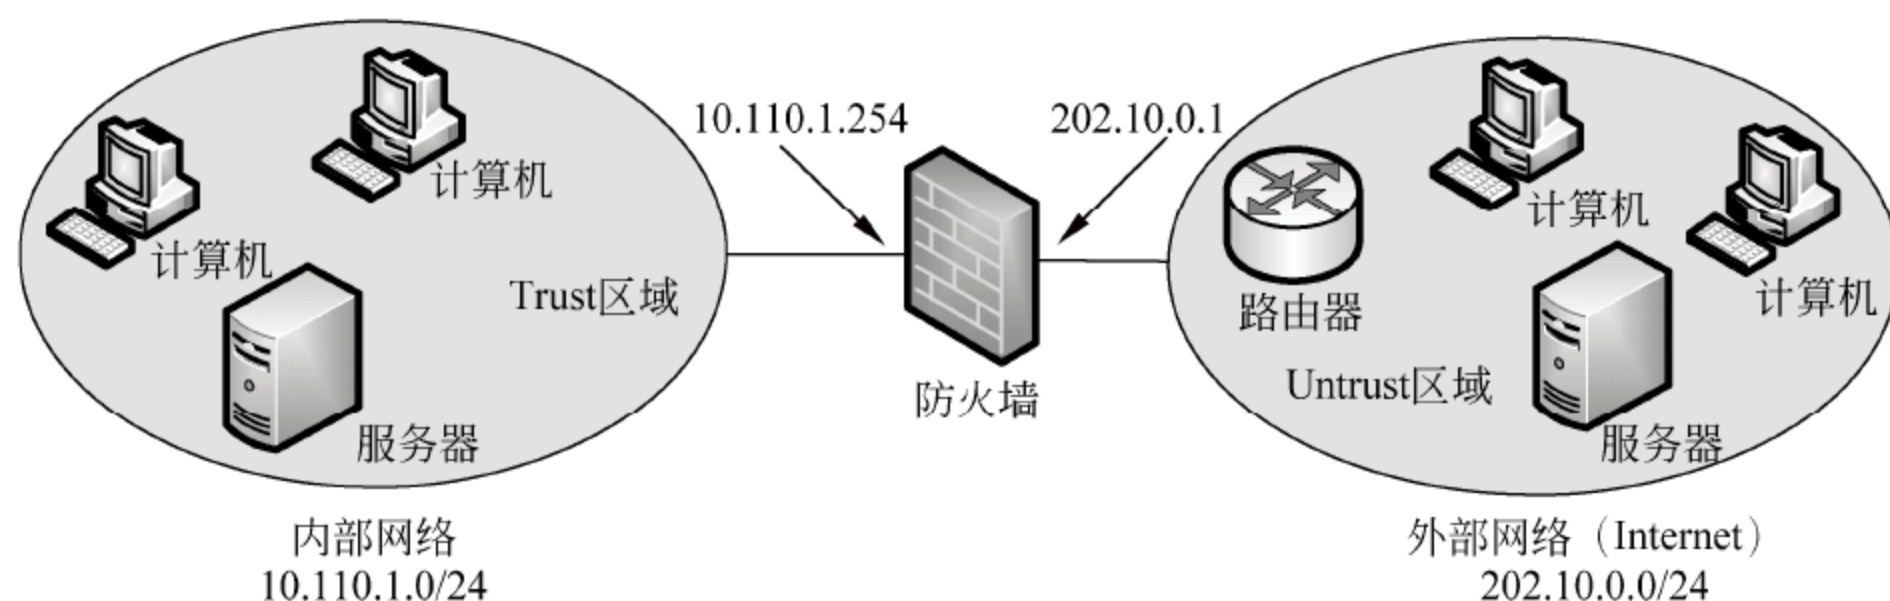 10.110.1.254
202.10.0.1
计算机
计算机
Trust区域
服务器
防火墙
路由器
计算机
计算机
Untrust区域
服务器
内部网络
10.110.1.0/24
外部网络（Internet）
202.10.0.0/24